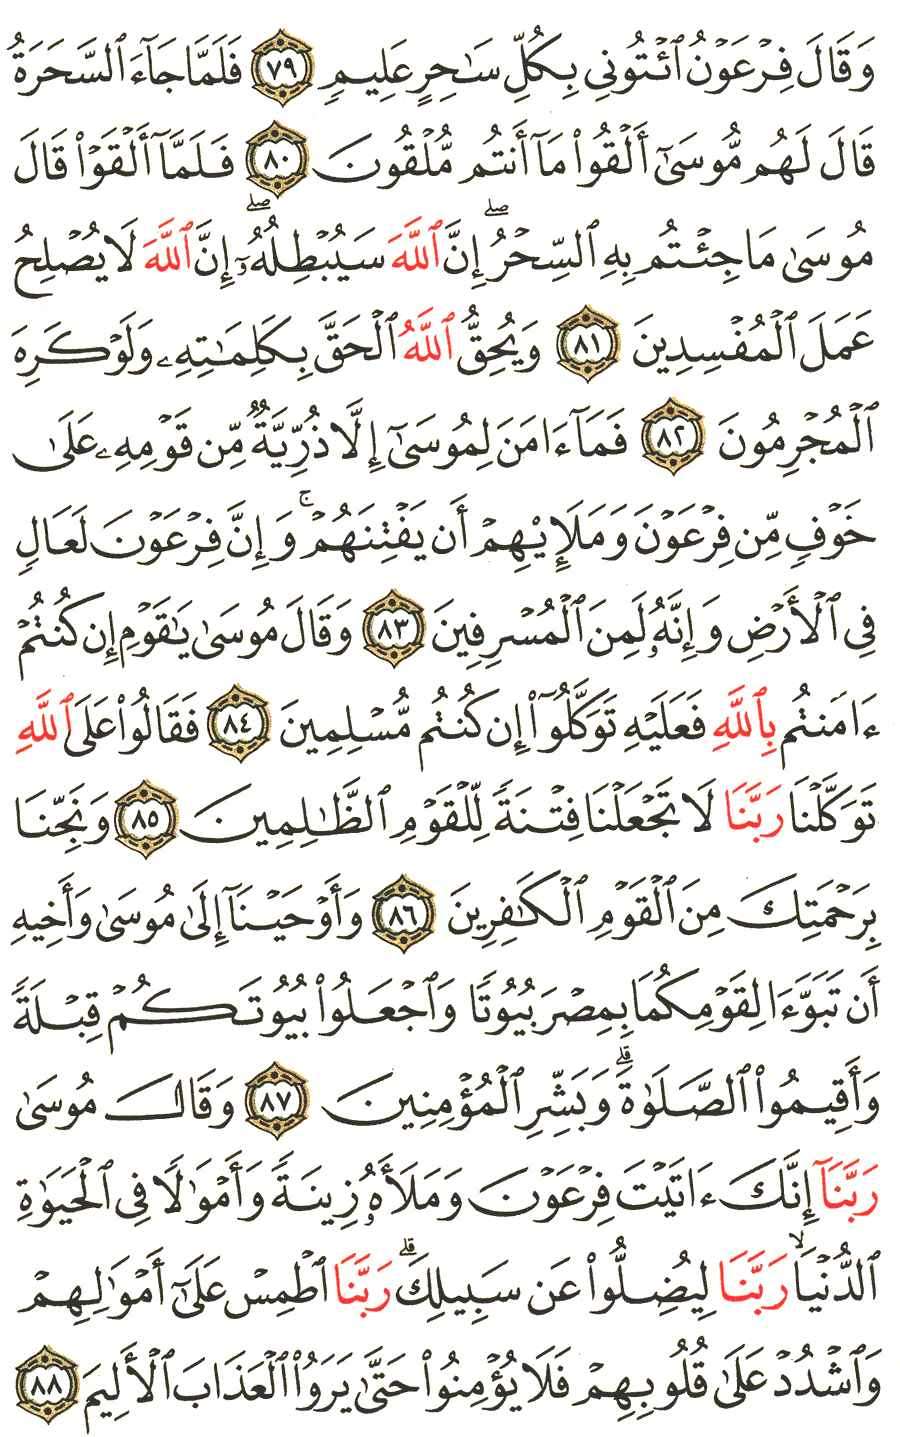 وَقَالَ فِرۡعَوۡنُ ٱئۡتُونِي بِكُلِّ سَٰحِرٍ عَلِيمٖ ٧٩ فَلَمَّا جَآءَ ٱلسَّحَرَةُ
قَالَ لَهُم مُّوسَىٰٓ أَلۡقُواْ مَآ أَنتُم مُّلۡقُونَ ٨٠ فَلَمَّآ أَلۡقَوۡاْ قَالَ
مُوسَىٰ مَا جِئۡتُم بِهِ ٱلسِّحۡرُۖ إِنَّ ٱللَّهَ سَيُبۡطِلُهُۥٓۖ إِنَّ ٱللَّهَ لَا يُصۡلِحُ
عَمَلَ ٱلۡمُفۡسِدِينَ ٨١ وَيُحِقُّ ٱللَّهُ ٱلۡحَقَّ بِكَلِمَٰتِهِۦ وَلَوۡ كَرِهَ
ٱلۡمُجۡرِمُونَ ٨٢ فَمَآ ءَامَنَ لِمُوسَىٰٓ إِلَّا ذُرِّيَّةٞ مِّن قَوۡمِهِۦ عَلَىٰ
خَوۡفٖ مِّن فِرۡعَوۡنَ وَمَلَإِيْهِمۡ أَن يَفۡتِنَهُمۡۚ وَإِنَّ فِرۡعَوۡنَ لَعَالٖ
فِي ٱلۡأَرۡضِ وَإِنَّهُۥ لَمِنَ ٱلۡمُسۡرِفِينَ ٨٣ وَقَالَ مُوسَىٰ يَٰقَوۡمِ إِن كُنتُمۡ
ءَامَنتُم بِٱللَّهِ فَعَلَيۡهِ تَوَكَّلُوٓاْ إِن كُنتُم مُّسۡلِمِينَ ٨٤ فَقَالُواْ عَلَى ٱللَّهِ
تَوَكَّلۡنَا رَبَّنَا لَا تَجۡعَلۡنَا فِتۡنَةٗ لِّلۡقَوۡمِ ٱلظَّٰلِمِينَ ٨٥ وَنَجِّنَا
بِرَحۡمَتِكَ مِنَ ٱلۡقَوۡمِ ٱلۡكَٰفِرِينَ ٨٦ وَأَوۡحَيۡنَآ إِلَىٰ مُوسَىٰ وَأَخِيهِ
أَن تَبَوَّءَا لِقَوۡمِكُمَا بِمِصۡرَ بُيُوتٗا وَٱجۡعَلُواْ بُيُوتَكُمۡ قِبۡلَةٗ
وَأَقِيمُواْ ٱلصَّلَوٰةَۗ وَبَشِّرِ ٱلۡمُؤۡمِنِينَ ٨٧ وَقَالَ مُوسَىٰ
رَبَّنَآ إِنَّكَ ءَاتَيۡتَ فِرۡعَوۡنَ وَمَلَأَهُۥ زِينَةٗ وَأَمۡوَٰلٗا فِي ٱلۡحَيَوٰةِ
ٱلدُّنۡيَا رَبَّنَا لِيُضِلُّواْ عَن سَبِيلِكَۖ رَبَّنَا ٱطۡمِسۡ عَلَىٰٓ أَمۡوَٰلِهِمۡ
وَٱشۡدُدۡ عَلَىٰ قُلُوبِهِمۡ فَلَا يُؤۡمِنُواْ حَتَّىٰ يَرَوُاْ ٱلۡعَذَابَ ٱلۡأَلِيمَ ٨٨